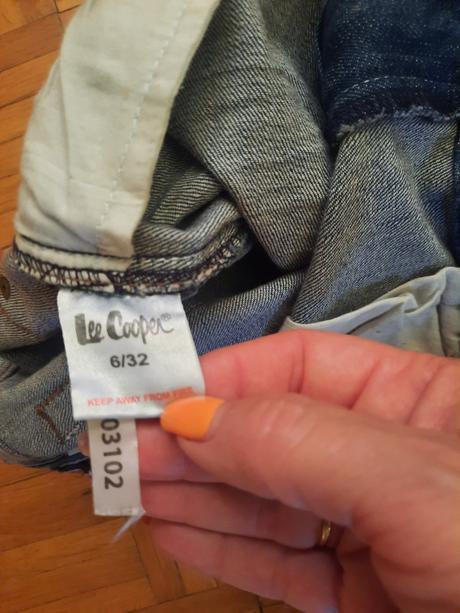 Lee Cooper®
6/32
KEEP AWAY FROM FIRE
03102